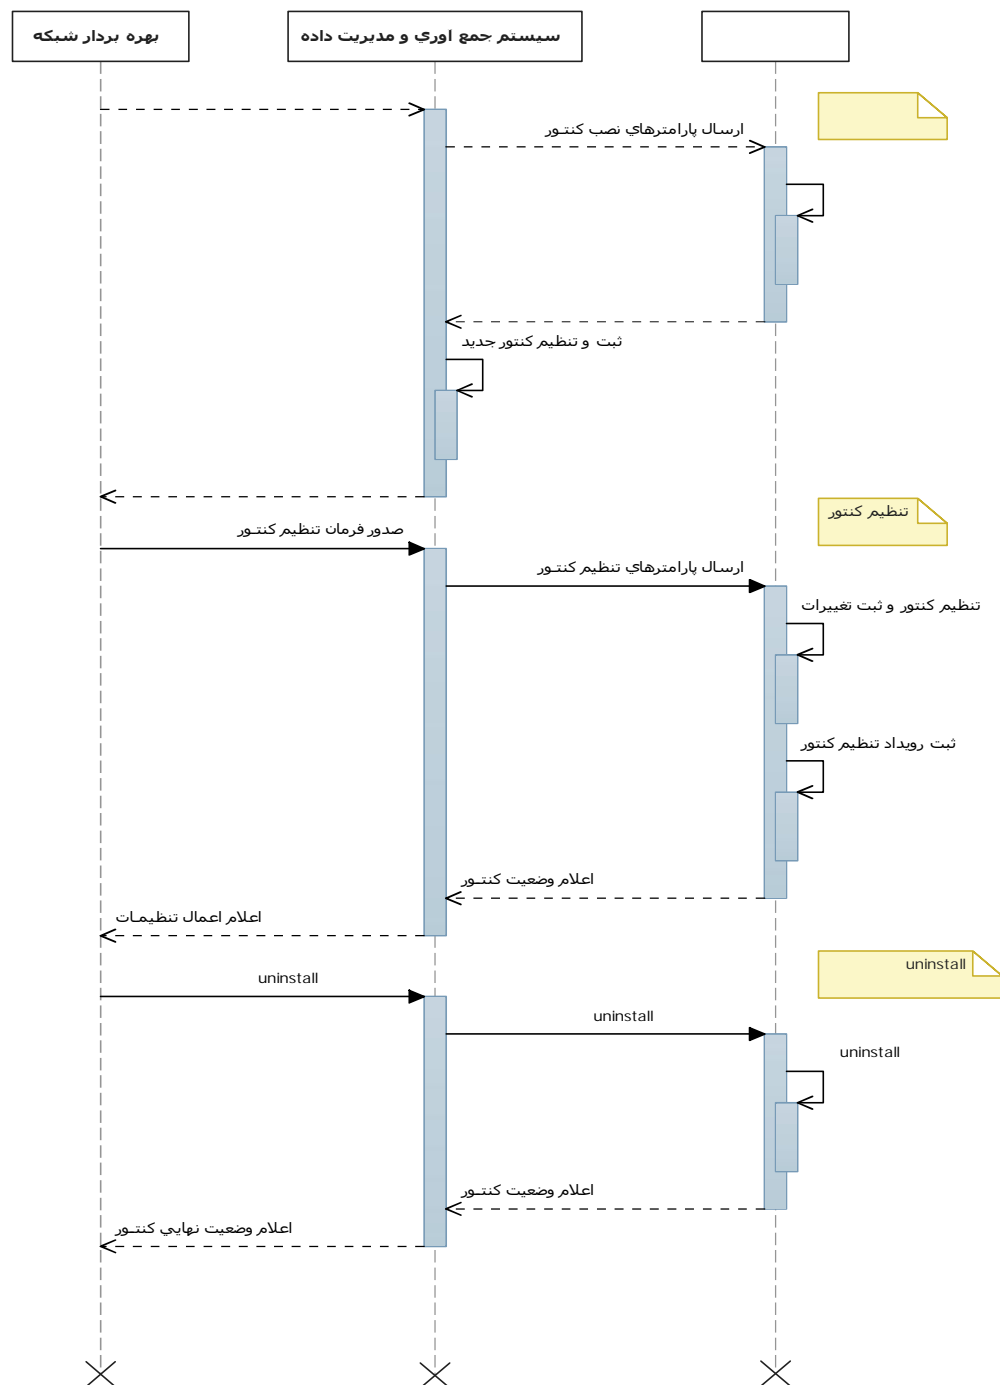 بهره بردار شبکه
سیستم جمع اوري و مدیریت داده
ارسال پارامترهاي نصب کنتور
ثبت و تنظیم کنتور جدید
تنظیم کنتور
صدور فرمان تنظیم کنتور
ارسال پارامترهاي تنظیم کنتور
تنظیم کنتور و ثبت تغییرات
ثبت رویداد تنظیم کنتور
اعلام وضعیت کنتور
اعلام اعمال تنظیمات
uninstall
uninstall
uninstall
uninstall
اعلام وضعیت کنتور
اعلام وضعیت نهایي کنتور